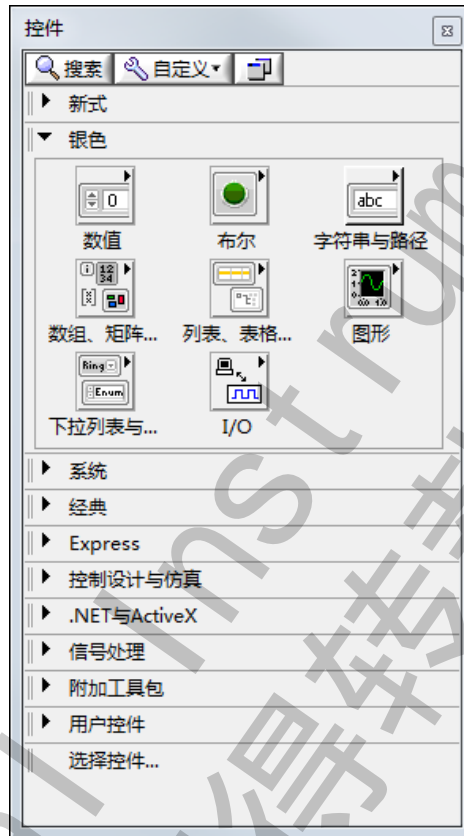 控件
搜索 自定义
新式
银色
数值 布尔 字符串与路径
数组、矩阵... 列表、表格... 图形
下拉列表与... I/O
系统
经典
Express
控制设计与仿真
.NET与ActiveX
信号处理
附加工具包
用户控件
选择控件...